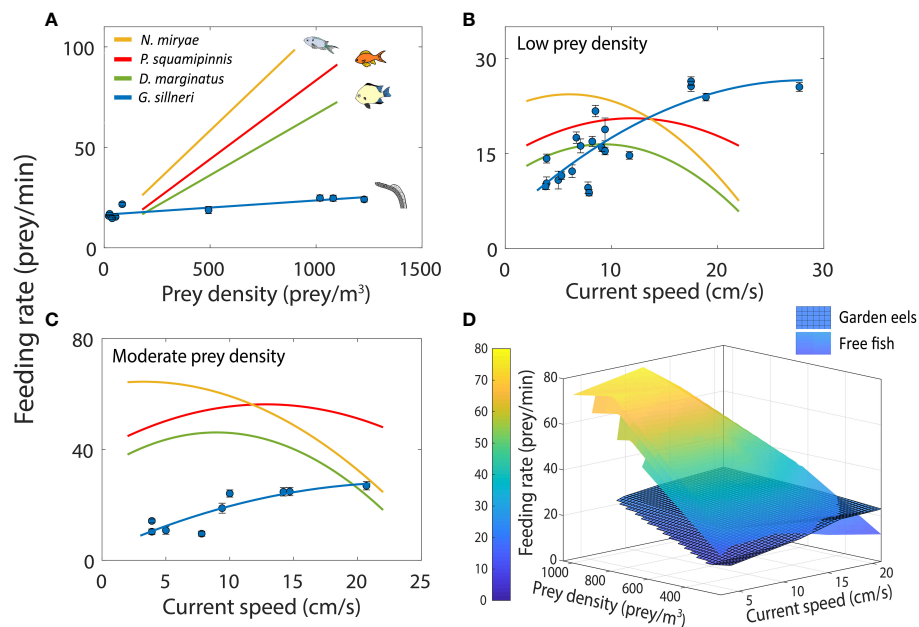 A
N. miryae
P. squamipinnis
D. marginatus
G. sillneri
100
50
0
0 500 1000 1500
Prey density (prey/m³)
B
Low prey density
35
15
0
0 10 20 30
Current speed (cm/s)
Feeding rate (prey/min)
C
Moderate prey density
80
40
0
0 5 10 15 20 25
Current speed (cm/s)
D
Garden eels
Free fish
80
70
60
50
40
30
20
10
0
Feeding rate (prey/min)
80
60
40
20
0
1000 800 600 400
Prey density (prey/m³)
5 10 15 20
Current speed (cm/s)